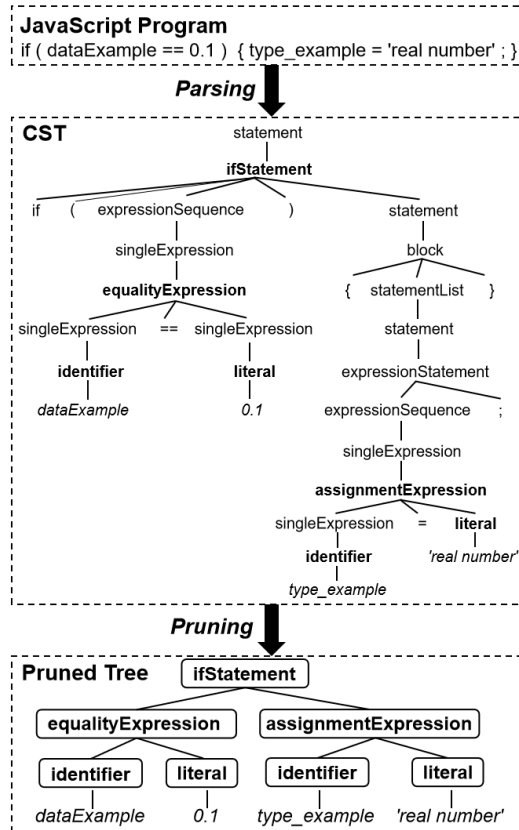 JavaScript Program
if ( dataExample == 0.1 ) { type_example = 'real number' ; }
Parsing
CST
statement
ifStatement
if ( expressionSequence ) statement
singleExpression block
equalityExpression { statementList }
singleExpression == singleExpression statement
identifier literal expressionStatement
dataExample 0.1 expressionSequence ;
singleExpression
assignmentExpression
singleExpression = literal
identifier 'real number'
type_example
Pruning
Pruned Tree
ifStatement
equalityExpression assignmentExpression
identifier literal identifier literal
dataExample 0.1 type_example 'real number'